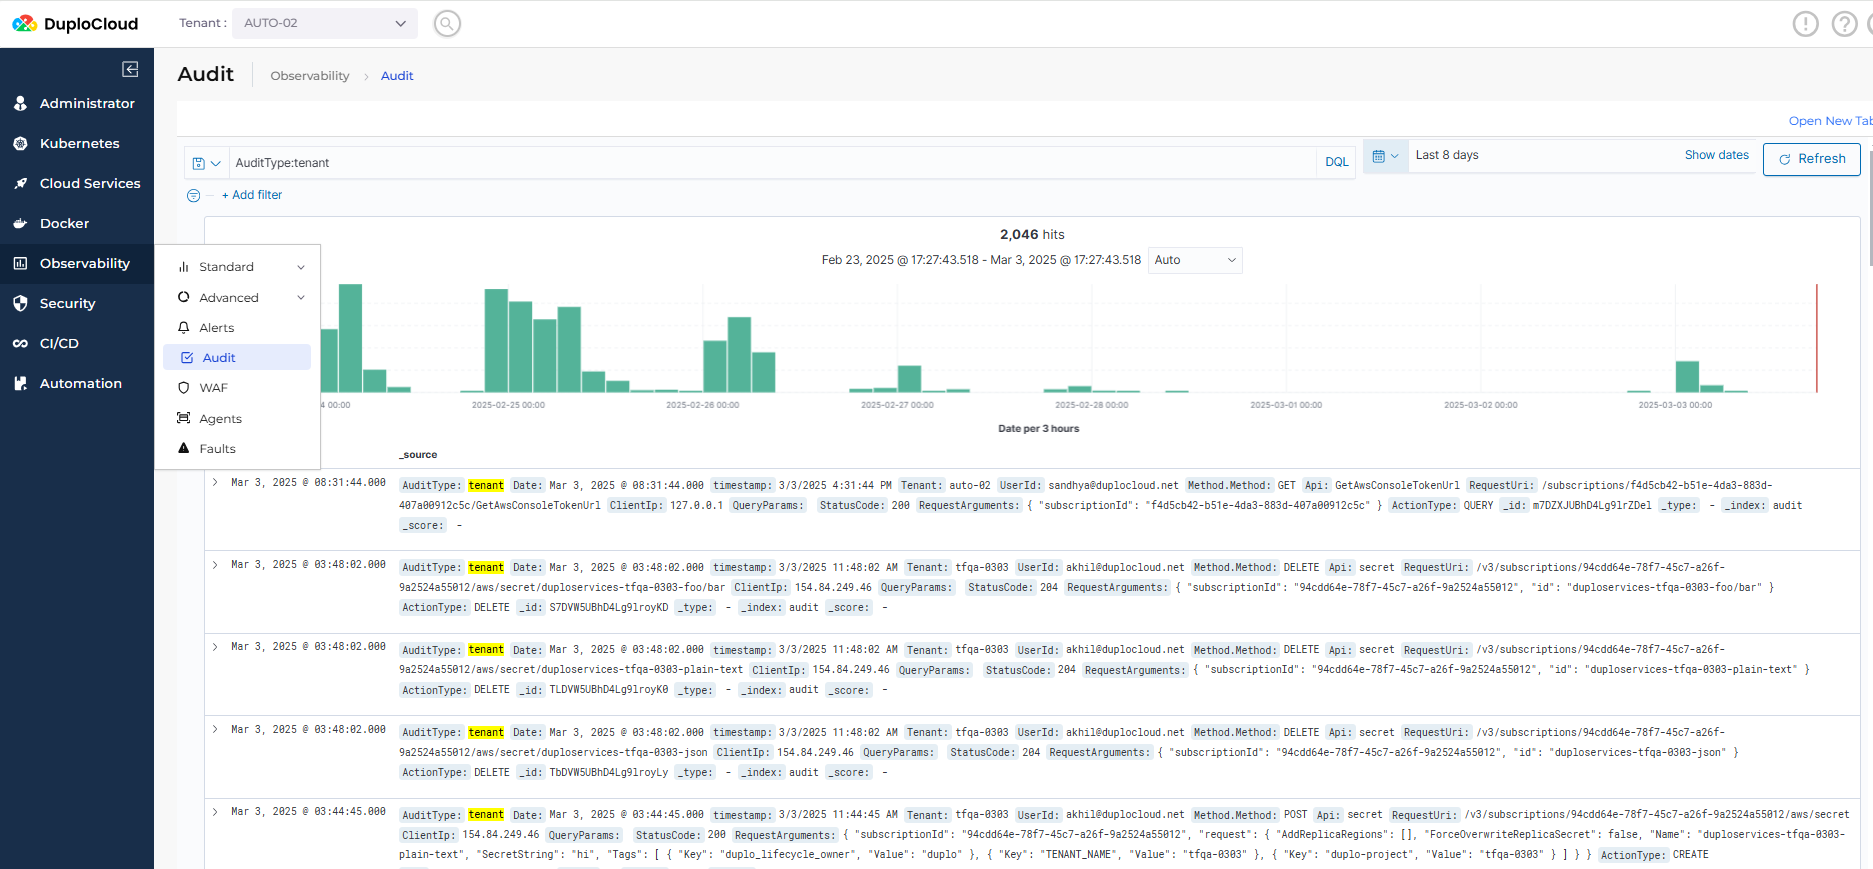 DuploCloud
Tenant :
AUTO-02
Administrator
Kubernetes
Cloud Services
Docker
Observability
Security
CI/CD
Automation
Standard
Advanced
Alerts
Audit
WAF
Agents
Faults
Audit
Observability > Audit
Open New Tab
AuditType:tenant
DQL
Last 8 days
Show dates
Refresh
+ Add filter
2,046 hits
Feb 23, 2025 @ 17:27:43.518 - Mar 3, 2025 @ 17:27:43.518
Auto
4 00:00
2025-02-25 00:00
2025-02-26 00:00
2025-02-27 00:00
2025-02-28 00:00
2025-03-01 00:00
2025-03-02 00:00
2025-03-03 00:00
Date per 3 hours
_source
Mar 3, 2025 @ 08:31:44.000
AuditType: tenant Date: Mar 3, 2025 @ 08:31:44.000 timestamp: 3/3/2025 4:31:44 PM Tenant: auto-02 UserId: sandhya@duplocloud.net Method.Method: GET Api: GetAwsConsoleTokenUrl RequestUri: /subscriptions/f4d5cb42-b51e-4da3-883d-
407a00912c5c/GetAwsConsoleTokenUrl ClientIp: 127.0.0.1 QueryParams: StatusCode: 200 RequestArguments: { "subscriptionId": "f4d5cb42-b51e-4da3-883d-407a00912c5c" } ActionType: QUERY _id: m7DZXJUBhD4Lg9lrZDel _type: - _index: audit
_score: -
Mar 3, 2025 @ 03:48:02.000
AuditType: tenant Date: Mar 3, 2025 @ 03:48:02.000 timestamp: 3/3/2025 11:48:02 AM Tenant: tfqa-0303 UserId: akhil@duplocloud.net Method.Method: DELETE Api: secret RequestUri: /v3/subscriptions/94cdd64e-78f7-45c7-a26f-
9a2524a55012/aws/secret/duploservices-tfqa-0303-foo/bar ClientIp: 154.84.249.46 QueryParams: StatusCode: 204 RequestArguments: { "subscriptionId": "94cdd64e-78f7-45c7-a26f-9a2524a55012", "id": "duploservices-tfqa-0303-foo/bar" }
ActionType: DELETE _id: S7DVW5UBhD4Lg9lroyKD _type: - _index: audit _score: -
Mar 3, 2025 @ 03:48:02.000
AuditType: tenant Date: Mar 3, 2025 @ 03:48:02.000 timestamp: 3/3/2025 11:48:02 AM Tenant: tfqa-0303 UserId: akhil@duplocloud.net Method.Method: DELETE Api: secret RequestUri: /v3/subscriptions/94cdd64e-78f7-45c7-a26f-
9a2524a55012/aws/secret/duploservices-tfqa-0303-plain-text ClientIp: 154.84.249.46 QueryParams: StatusCode: 204 RequestArguments: { "subscriptionId": "94cdd64e-78f7-45c7-a26f-9a2524a55012", "id": "duploservices-tfqa-0303-plain-text" }
ActionType: DELETE _id: TLDVW5UBhD4Lg9lroyK0 _type: - _index: audit _score: -
Mar 3, 2025 @ 03:48:02.000
AuditType: tenant Date: Mar 3, 2025 @ 03:48:02.000 timestamp: 3/3/2025 11:48:02 AM Tenant: tfqa-0303 UserId: akhil@duplocloud.net Method.Method: DELETE Api: secret RequestUri: /v3/subscriptions/94cdd64e-78f7-45c7-a26f-
9a2524a55012/aws/secret/duploservices-tfqa-0303-json ClientIp: 154.84.249.46 QueryParams: StatusCode: 204 RequestArguments: { "subscriptionId": "94cdd64e-78f7-45c7-a26f-9a2524a55012", "id": "duploservices-tfqa-0303-json" }
ActionType: DELETE _id: TbDVW5UBhD4Lg9lroyLy _type: - _index: audit _score: -
Mar 3, 2025 @ 03:44:45.000
AuditType: tenant Date: Mar 3, 2025 @ 03:44:45.000 timestamp: 3/3/2025 11:44:45 AM Tenant: tfqa-0303 UserId: akhil@duplocloud.net Method.Method: POST Api: secret RequestUri: /v3/subscriptions/94cdd64e-78f7-45c7-a26f-9a2524a55012/aws/secret
ClientIp: 154.84.249.46 QueryParams: StatusCode: 200 RequestArguments: { "subscriptionId": "94cdd64e-78f7-45c7-a26f-9a2524a55012", "request": { "AddReplicaRegions": [], "ForceOverwriteReplicaSecret": false, "Name": "duploservices-tfqa-0303-
plain-text", "SecretString": "hi", "Tags": [ { "Key": "duplo_lifecycle_owner", "Value": "duplo" }, { "Key": "TENANT_NAME", "Value": "tfqa-0303" }, { "Key": "duplo-project", "Value": "tfqa-0303" } ] } } ActionType: CREATE